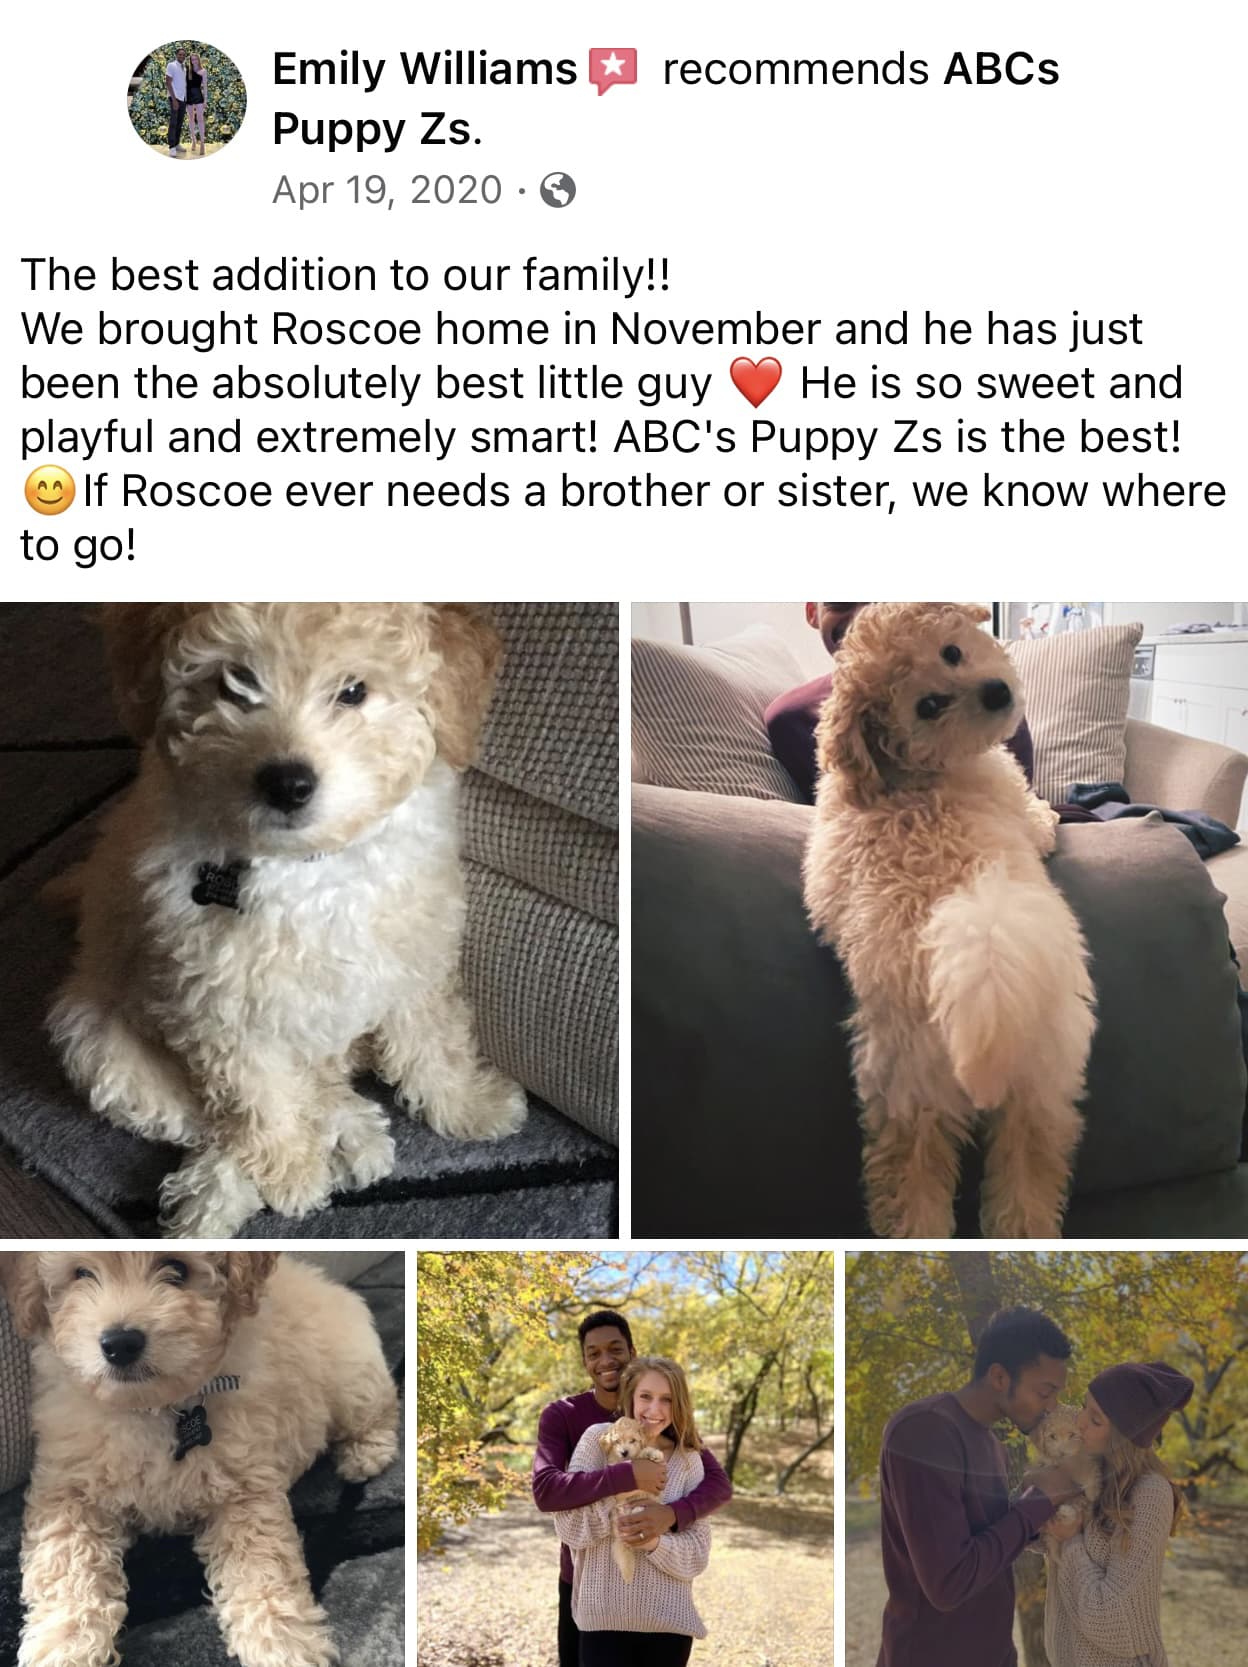 Emily Williams recommends ABCs
Puppy Zs.
Apr 19, 2020 ·
The best addition to our family!!
We brought Roscoe home in November and he has just
been the absolutely best little guy ❤️ He is so sweet and
playful and extremely smart! ABC's Puppy Zs is the best!
😊If Roscoe ever needs a brother or sister, we know where
to go!